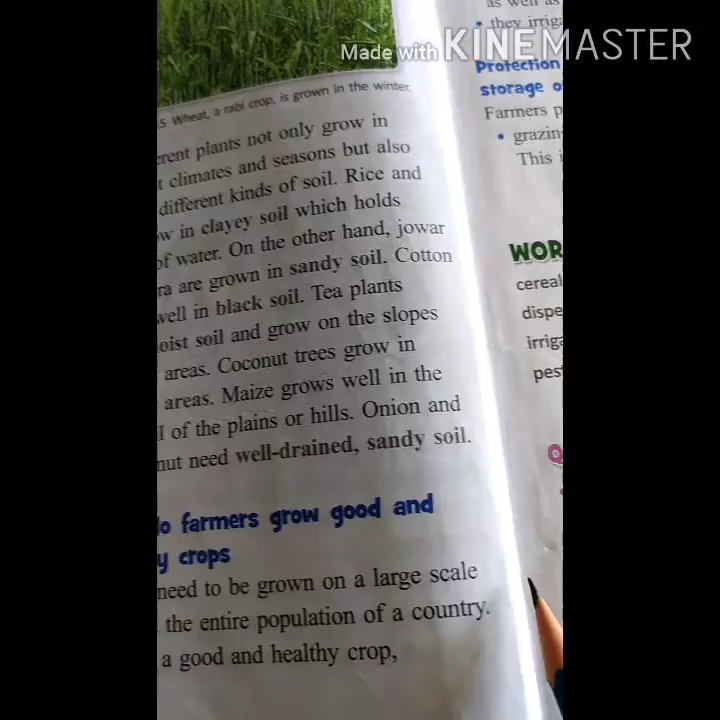 Made with KINEMASTER
.5 Wheat, a rabi crop, is grown in the winter.
erent plants not only grow in
t climates and seasons but also
different kinds of soil. Rice and
ow in clayey soil which holds
of water. On the other hand, jowar
ra are grown in sandy soil. Cotton
well in black soil. Tea plants
oist soil and grow on the slopes
areas. Coconut trees grow in
areas. Maize grows well in the
l of the plains or hills. Onion and
nut need well-drained, sandy soil.
do farmers grow good and
y crops
need to be grown on a large scale
the entire population of a country.
a good and healthy crop,
as well as
• they irriga
Protection
storage o
Farmers p
• grazin
This i
WOR
cereal
dispe
irriga
pest